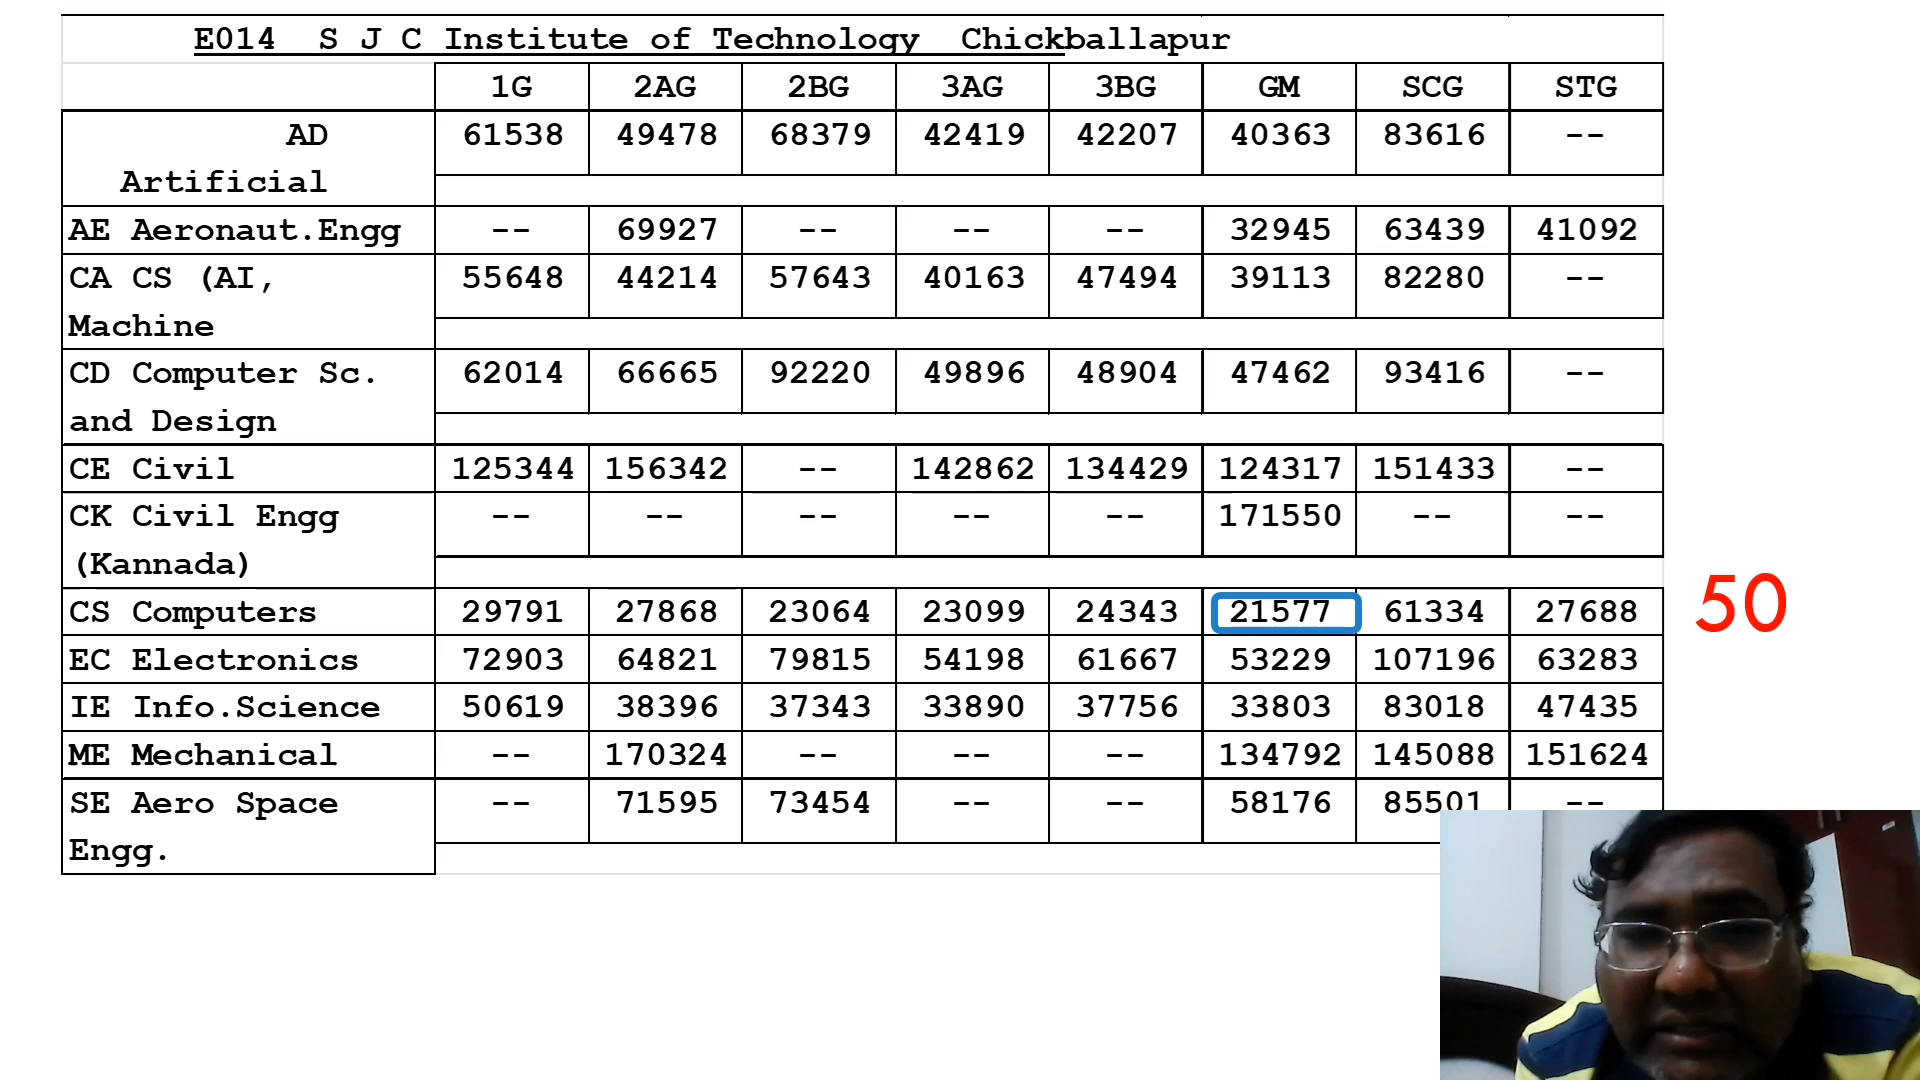 E014 S J C Institute of Technology Chickballapur
1G 2AG 2BG 3AG 3BG GM SCG STG
AD 61538 49478 68379 42419 42207 40363 83616 --
Artificial
AE Aeronaut.Engg -- 69927 -- -- -- 32945 63439 41092
CA CS (AI, 55648 44214 57643 40163 47494 39113 82280 --
Machine
CD Computer Sc. 62014 66665 92220 49896 48904 47462 93416 --
and Design
CE Civil 125344 156342 -- 142862 134429 124317 151433 --
CK Civil Engg -- -- -- -- -- 171550 -- --
(Kannada)
CS Computers 29791 27868 23064 23099 24343 21577 61334 27688 50
EC Electronics 72903 64821 79815 54198 61667 53229 107196 63283
IE Info.Science 50619 38396 37343 33890 37756 33803 83018 47435
ME Mechanical -- 170324 -- -- -- 134792 145088 151624
SE Aero Space -- 71595 73454 -- -- 58176 85501 --
Engg.